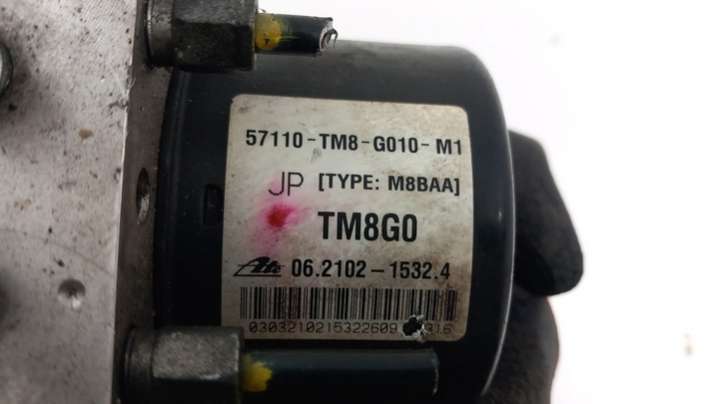 57110-TM8-G010-M1
JP [TYPE: M8BAA]
TM8G0
Ate 06.2102-1532.4